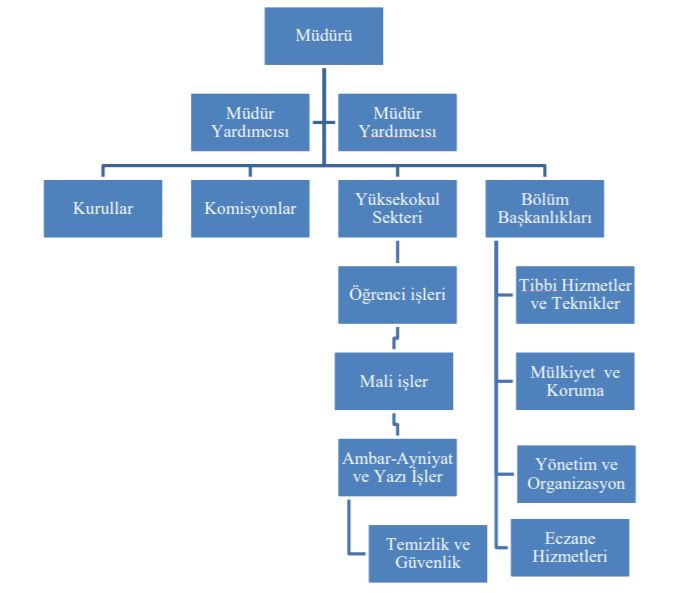 Müdürü
Müdür
Yardımcısı
Müdür
Yardımcısı
Kurullar
Komisyonlar
Yüksekokul
Sekteri
Bölüm
Başkanlıkları
Öğrenci işleri
Mali işler
Ambar-Ayniyat
ve Yazı İşler
Temizlik ve
Güvenlik
Tibbi Hizmetler
ve Teknikler
Mülkiyet ve
Koruma
Yönetim ve
Organizasyon
Eczane
Hizmetleri